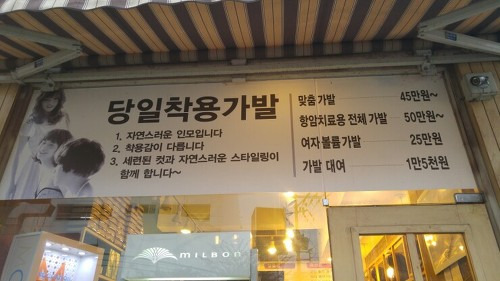 당일착용가발
1. 자연스러운 인모입니다
2. 착용감이 다릅니다
3. 세련된 컷과 자연스러운 스타일링이
함께 합니다~
맞춤 가발 45만원~
항암치료용 전체 가발 50만원~
여자 볼륨 가발 25만원
가발 대여 1만5천원
MILBON